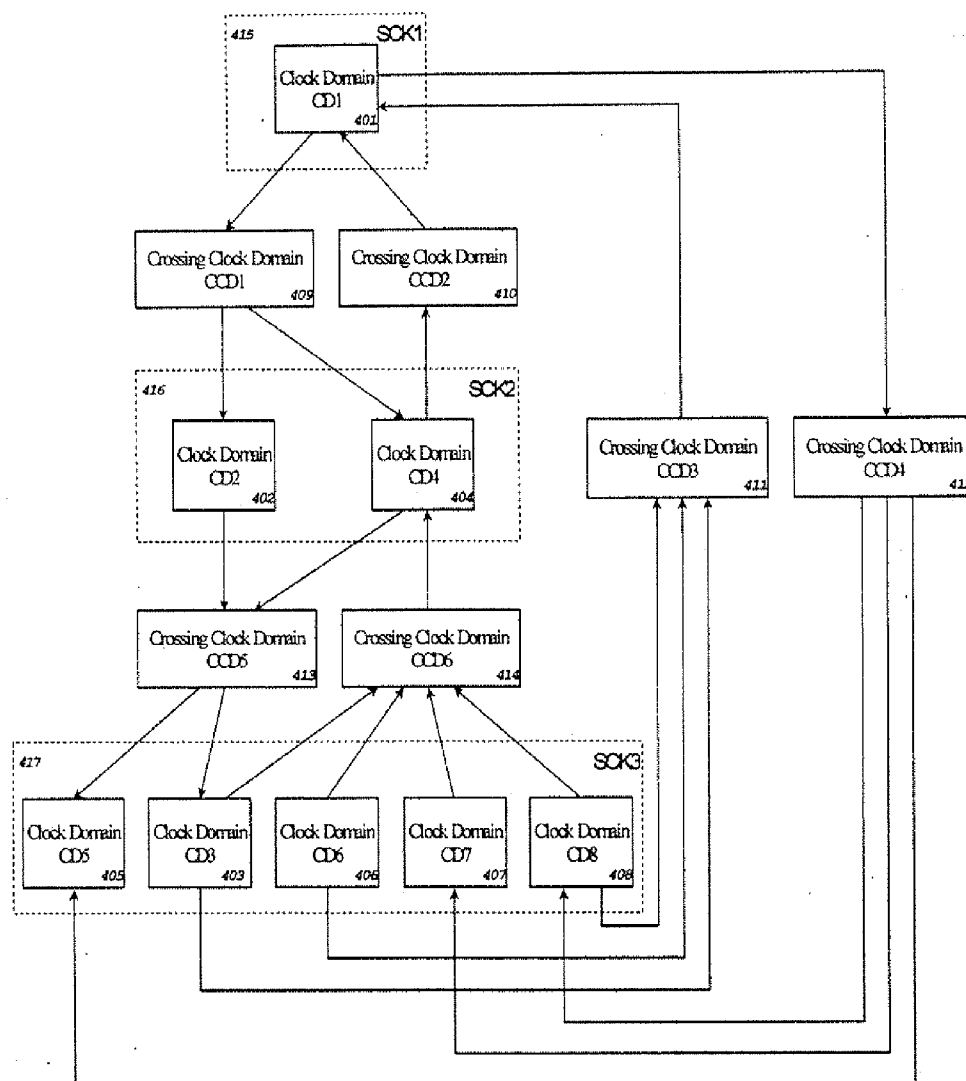 415
SCK1
Clock Domain
CD1
401
Crossing Clock Domain
CCD1
409
Crossing Clock Domain
CCD2
410
416
SCK2
Clock Domain
CD2
402
Clock Domain
CD4
404
Crossing Clock Domain
CCD3
411
Crossing Clock Domain
CCD4
41
Crossing Clock Domain
CCD5
413
Crossing Clock Domain
CCD6
414
417
SCK3
Clock Domain
CD5
405
Clock Domain
CD3
403
Clock Domain
CD6
406
Clock Domain
CD7
407
Clock Domain
CD8
408